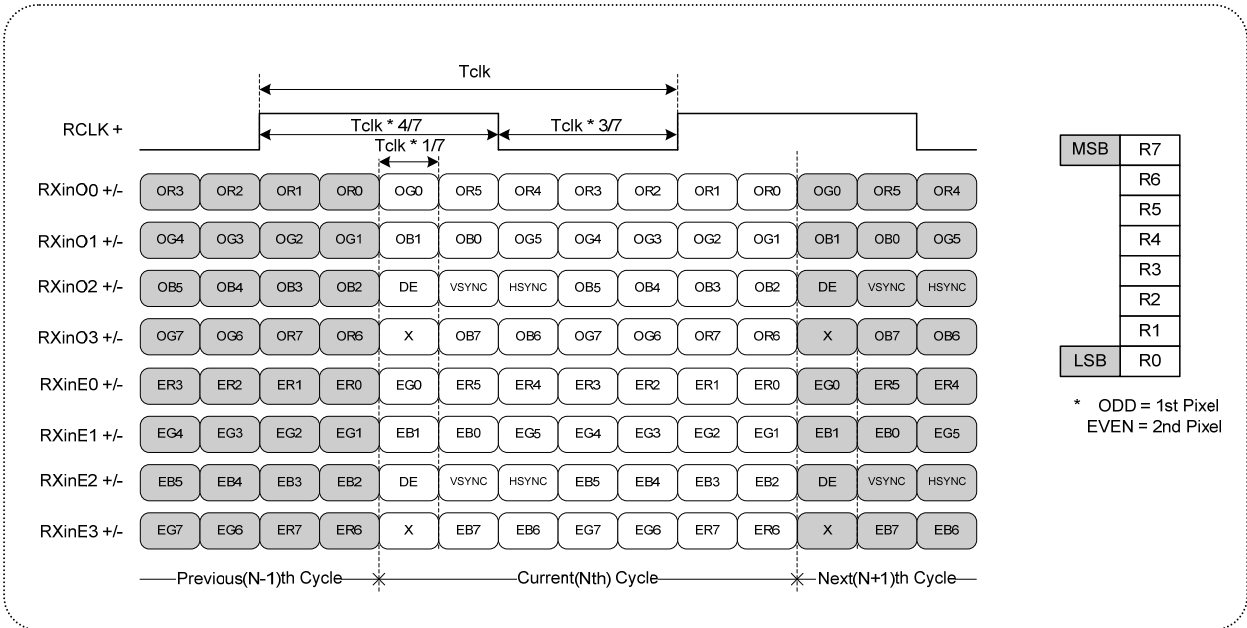 Tclk
RCLK +
Tclk * 4/7
Tclk * 3/7
Tclk * 1/7
RXinO0 +/- OR3 OR2 OR1 OR0 OG0 OR5 OR4 OR3 OR2 OR1 OR0 OG0 OR5 OR4
RXinO1 +/- OG4 OG3 OG2 OG1 OB1 OB0 OG5 OG4 OG3 OG2 OG1 OB1 OB0 OG5
RXinO2 +/- OB5 OB4 OB3 OB2 DE VSYNC HSYNC OB5 OB4 OB3 OB2 DE VSYNC HSYNC
RXinO3 +/- OG7 OG6 OR7 OR6 X OB7 OB6 OG7 OG6 OR7 OR6 X OB7 OB6
RXinE0 +/- ER3 ER2 ER1 ER0 EG0 ER5 ER4 ER3 ER2 ER1 ER0 EG0 ER5 ER4
RXinE1 +/- EG4 EG3 EG2 EG1 EB1 EB0 EG5 EG4 EG3 EG2 EG1 EB1 EB0 EG5
RXinE2 +/- EB5 EB4 EB3 EB2 DE VSYNC HSYNC EB5 EB4 EB3 EB2 DE VSYNC HSYNC
RXinE3 +/- EG7 EG6 ER7 ER6 X EB7 EB6 EG7 EG6 ER7 ER6 X EB7 EB6
Previous(N-1)th Cycle Current(Nth) Cycle Next(N+1)th Cycle
MSB R7
R6
R5
R4
R3
R2
R1
LSB R0
* ODD = 1st Pixel
EVEN = 2nd Pixel